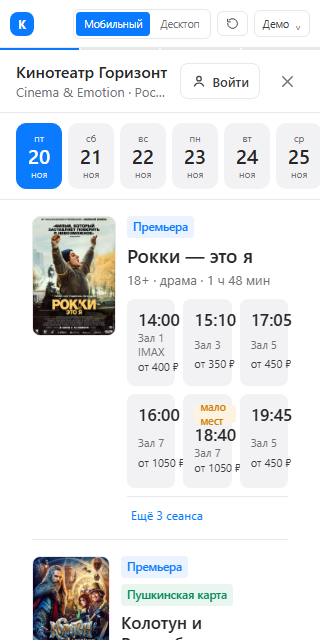 К
Мобильный
Десктоп
Демо
Кинотеатр Горизонт
Cinema & Emotion · Рос...
Войти
пт
20
ноя
сб
21
ноя
вс
22
ноя
пн
23
ноя
вт
24
ноя
ср
25
ноя
РОККИ
ЭТО Я
Премьера
Рокки — это я
18+ · драма · 1 ч 48 мин
14:00
Зал 1
IMAX
от 400 ₽
15:10
Зал 3
от 350 ₽
17:05
Зал 5
от 450 ₽
16:00
Зал 7
от 1050 ₽
мало
мест
18:40
Зал 7
от 1050 ₽
19:45
Зал 5
от 450 ₽
Ещё 3 сеанса
Премьера
Пушкинская карта
Колотун и